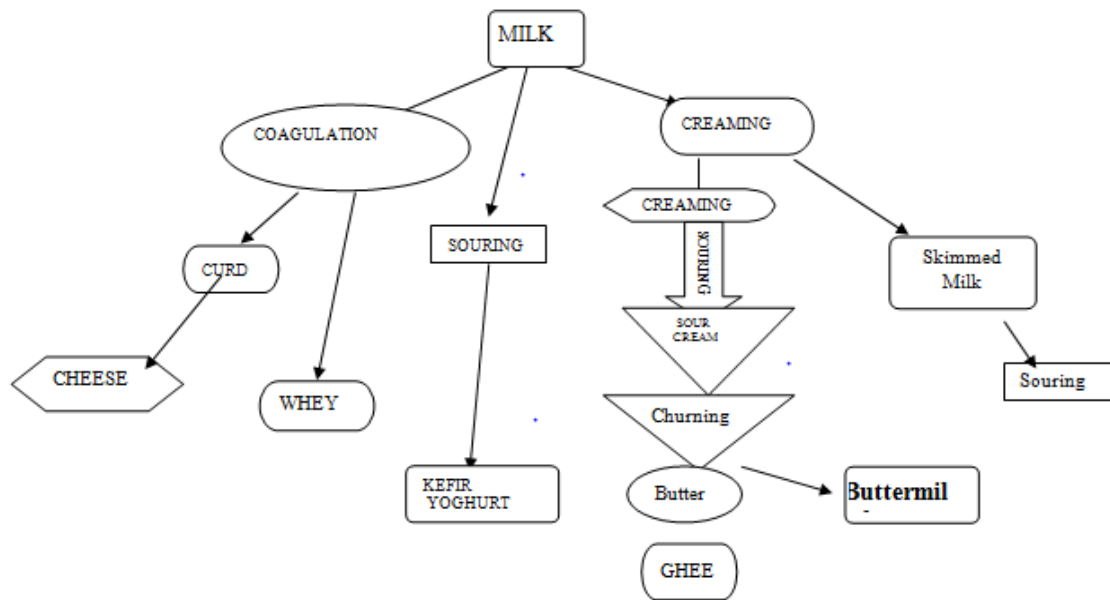 MILK
COAGULATION
CREAMING
CREAMING
SOURING
SOURING
CURD
Skimmed
Milk
SOUR
CREAM
CHEESE
WHEY
Souring
Churning
KEFIR
YOGHURT
Butter
Buttermil
GHEE